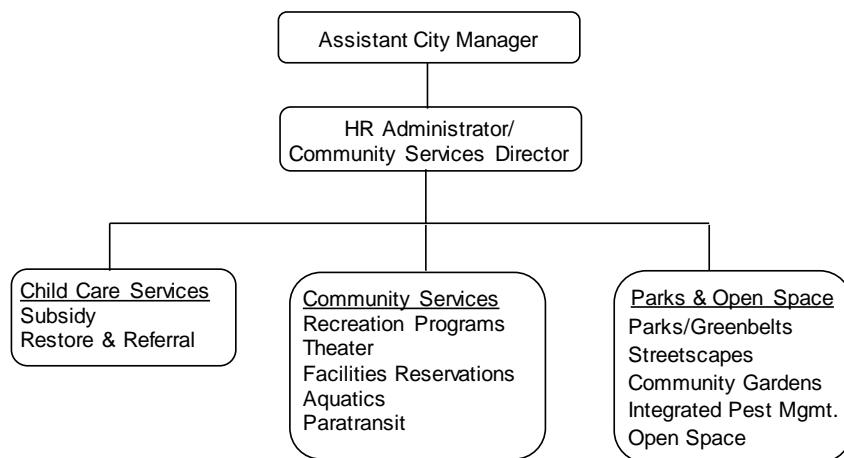 Assistant City Manager
HR Administrator/
Community Services Director
Child Care Services
Subsidy
Restore & Referral
Community Services
Recreation Programs
Theater
Facilities Reservations
Aquatics
Paratransit
Parks & Open Space
Parks/Greenbelts
Streetscapes
Community Gardens
Integrated Pest Mgmt.
Open Space